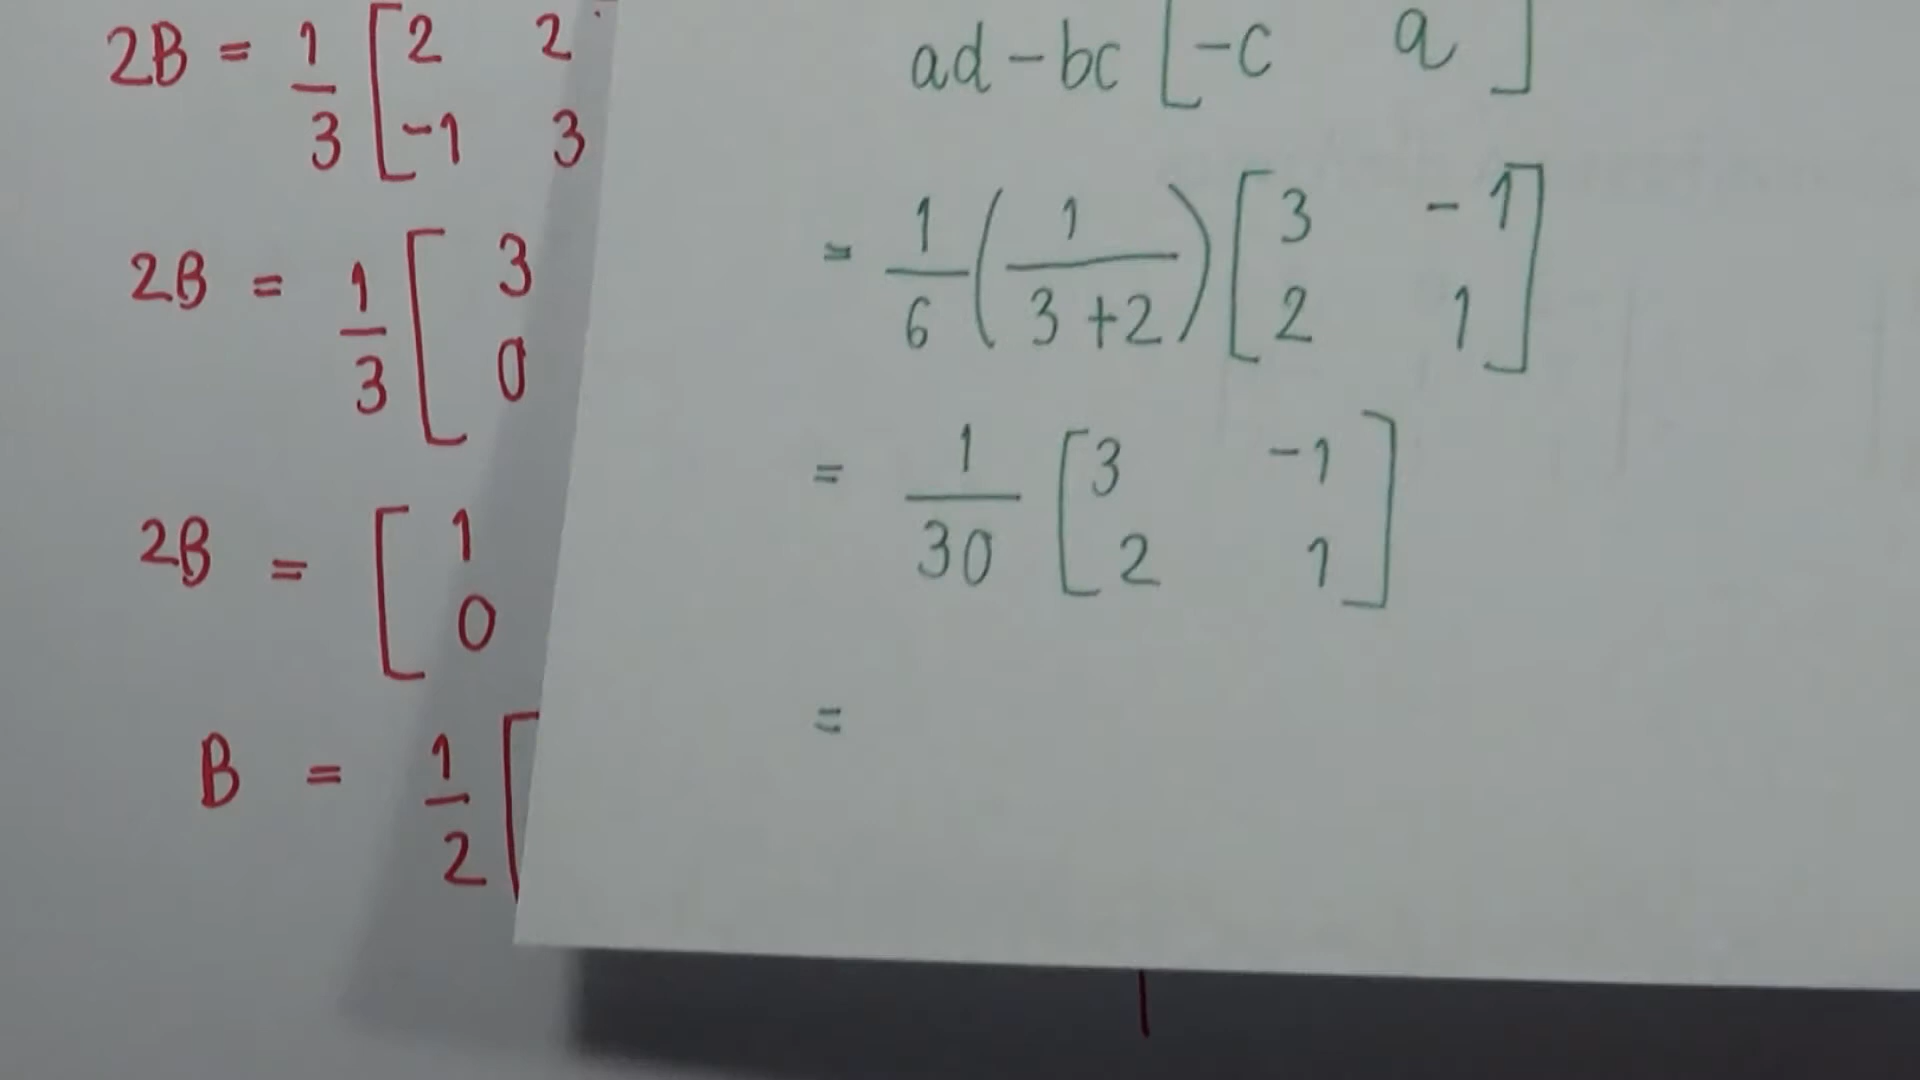 2B = 1/3 [2 2
-1 3
2B = 1/3 [3
0
2B = [1
0
B = 1/2 [
ad - bc [-c a]
= 1/6 (1/(3+2)) [3 -1
2 1]
= 1/30 [3 -1
2 1]
=